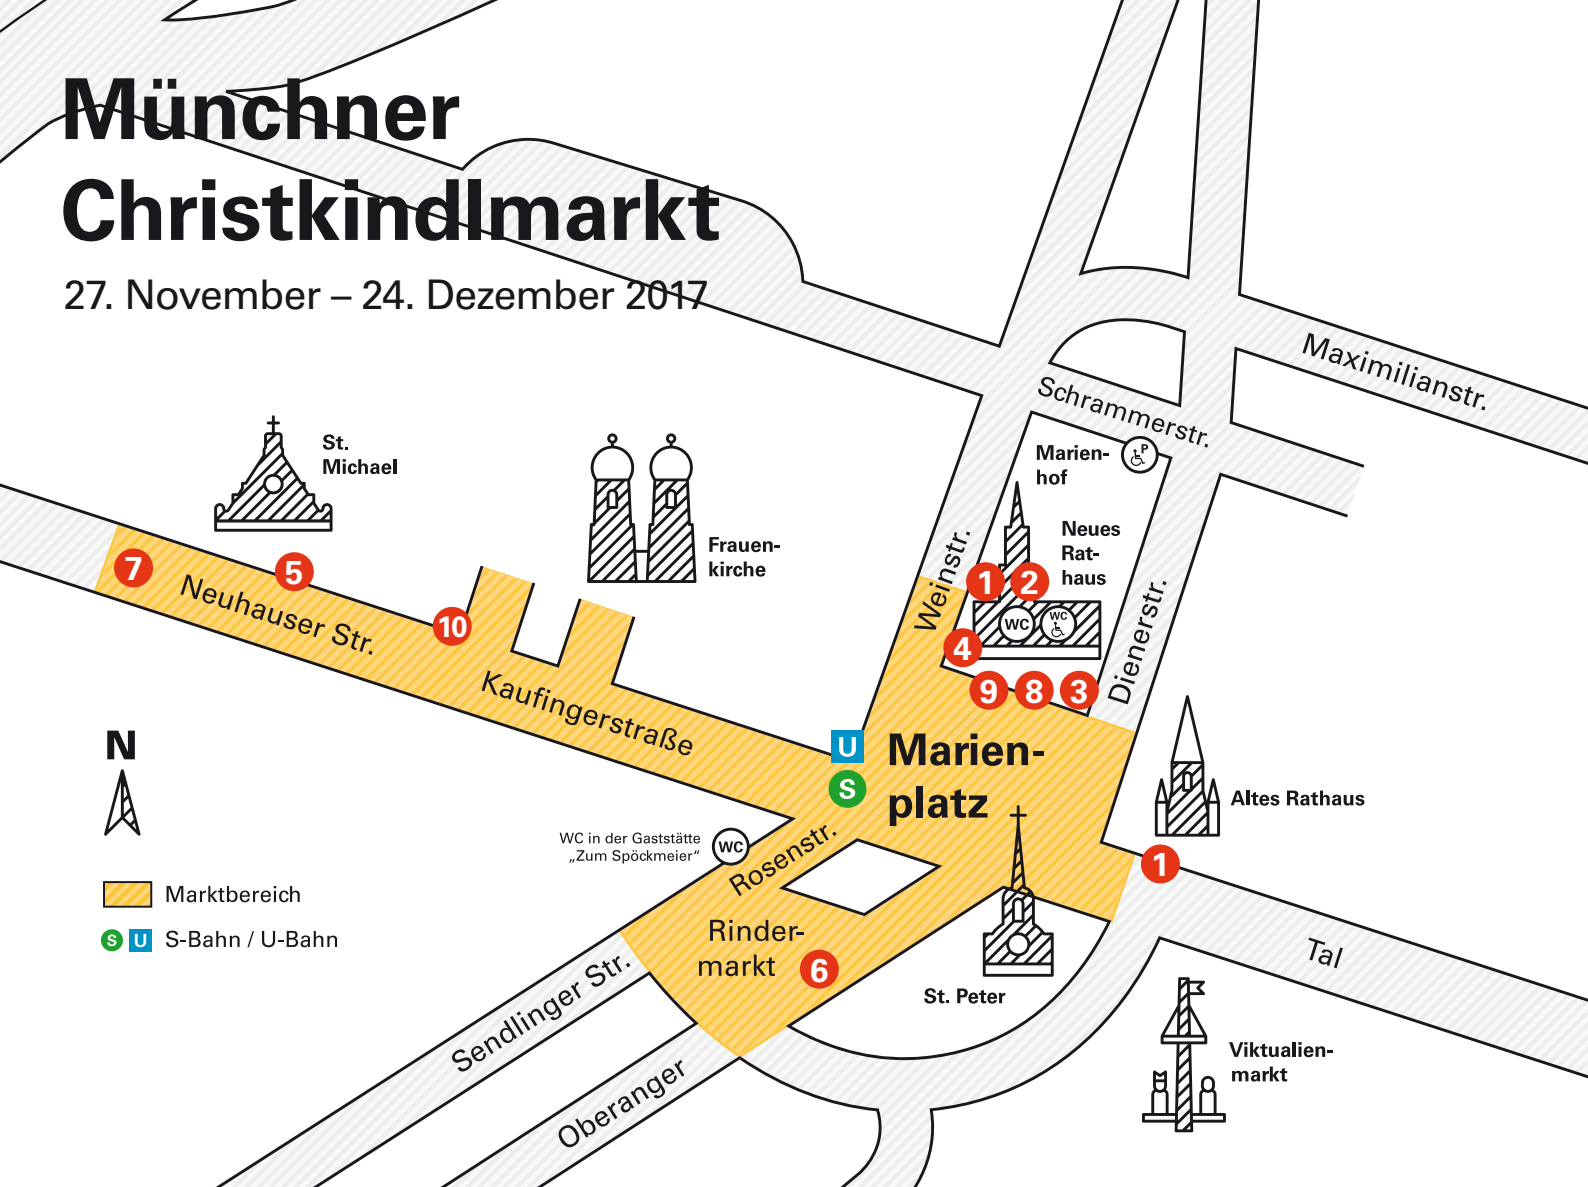 Münchner
Christkindlmarkt
27. November – 24. Dezember 2017
Maximilianstr.
Schrammerstr.
Marien-
hof
P
St.
Michael
Neues
Rat-
haus
Frauen-
kirche
Weinstr.
Dienerstr.
1
2
WC
WC
4
9
8
3
7
5
10
Neuhauser Str.
Kaufingerstraße
U
S
Marien-
platz
N
Altes Rathaus
1
WC in der Gaststätte
„Zum Spöckmeier“
WC
Rosenstr.
Marktbereich
S U S-Bahn / U-Bahn
Rinder-
markt
6
St. Peter
Tal
Sendlinger Str.
Oberanger
Viktualien-
markt